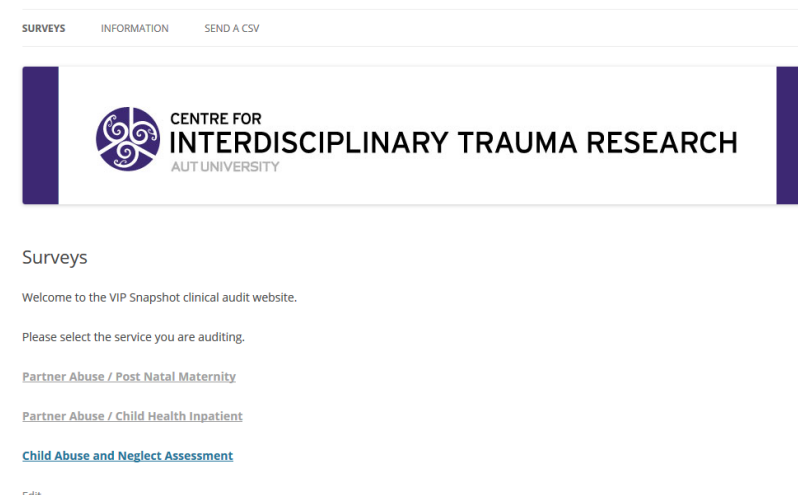 SURVEYS INFORMATION SEND A CSV
CENTRE FOR
INTERDISCIPLINARY TRAUMA RESEARCH
AUT UNIVERSITY
Surveys
Welcome to the VIP Snapshot clinical audit website.
Please select the service you are auditing.
Partner Abuse / Post Natal Maternity
Partner Abuse / Child Health Inpatient
Child Abuse and Neglect Assessment
Edit